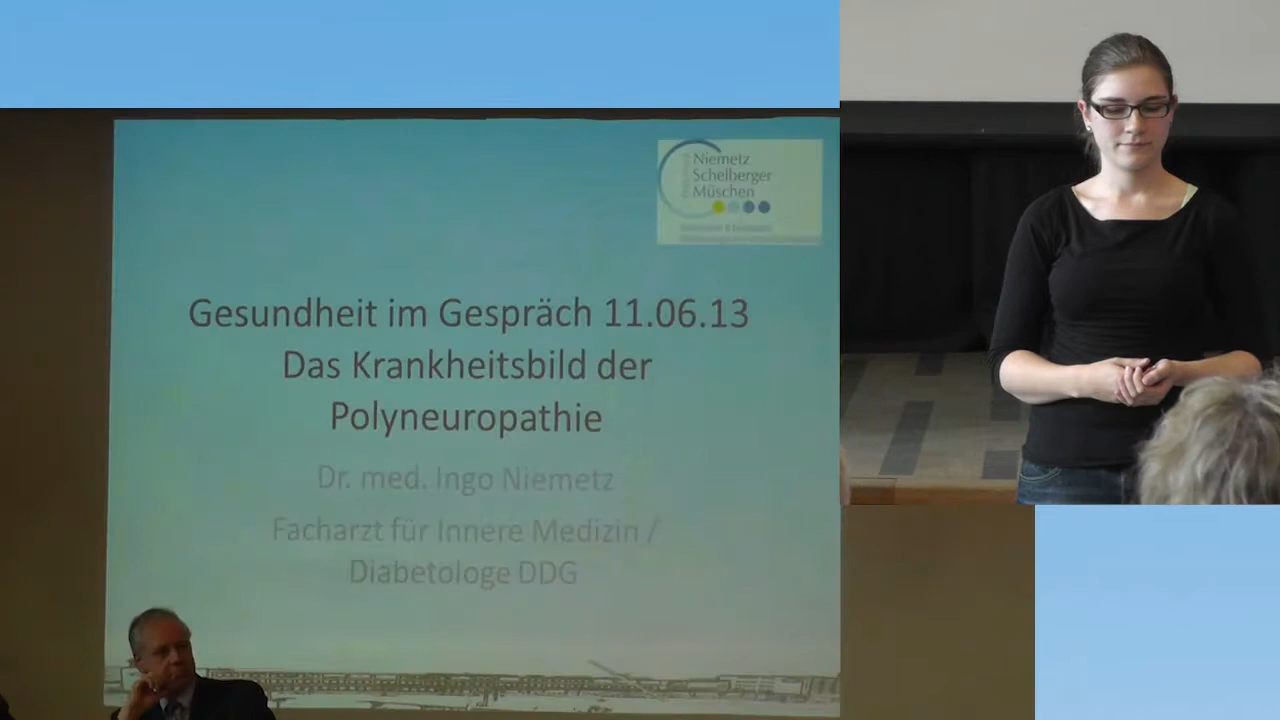 Niemetz
Schelberger
Müschen
Gesundheit im Gespräch 11.06.13
Das Krankheitsbild der
Polyneuropathie
Dr. med. Ingo Niemetz
Facharzt für Innere Medizin /
Diabetologe DDG